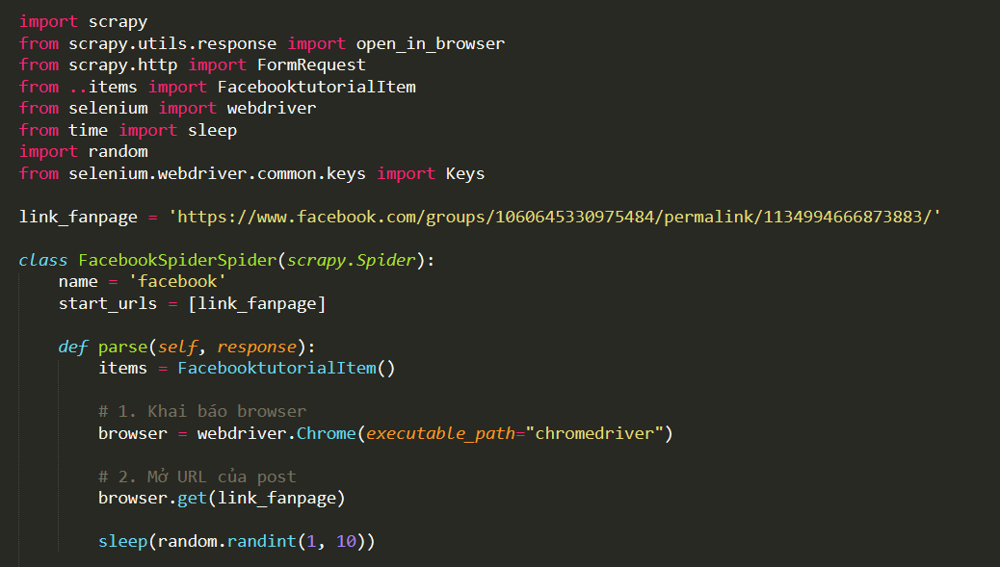 import scrapy
from scrapy.utils.response import open_in_browser
from scrapy.http import FormRequest
from ..items import FacebooktutorialItem
from selenium import webdriver
from time import sleep
import random
from selenium.webdriver.common.keys import Keys
link_fanpage = 'https://www.facebook.com/groups/1060645330975484/permalink/1134994666873883/'
class FacebookSpiderSpider(scrapy.Spider):
    name = 'facebook'
    start_urls = [link_fanpage]
    def parse(self, response):
        items = FacebooktutorialItem()
        # 1. Khai báo browser
        browser = webdriver.Chrome(executable_path="chromedriver")
        # 2. Mở URL của post
        browser.get(link_fanpage)
        sleep(random.randint(1, 10))